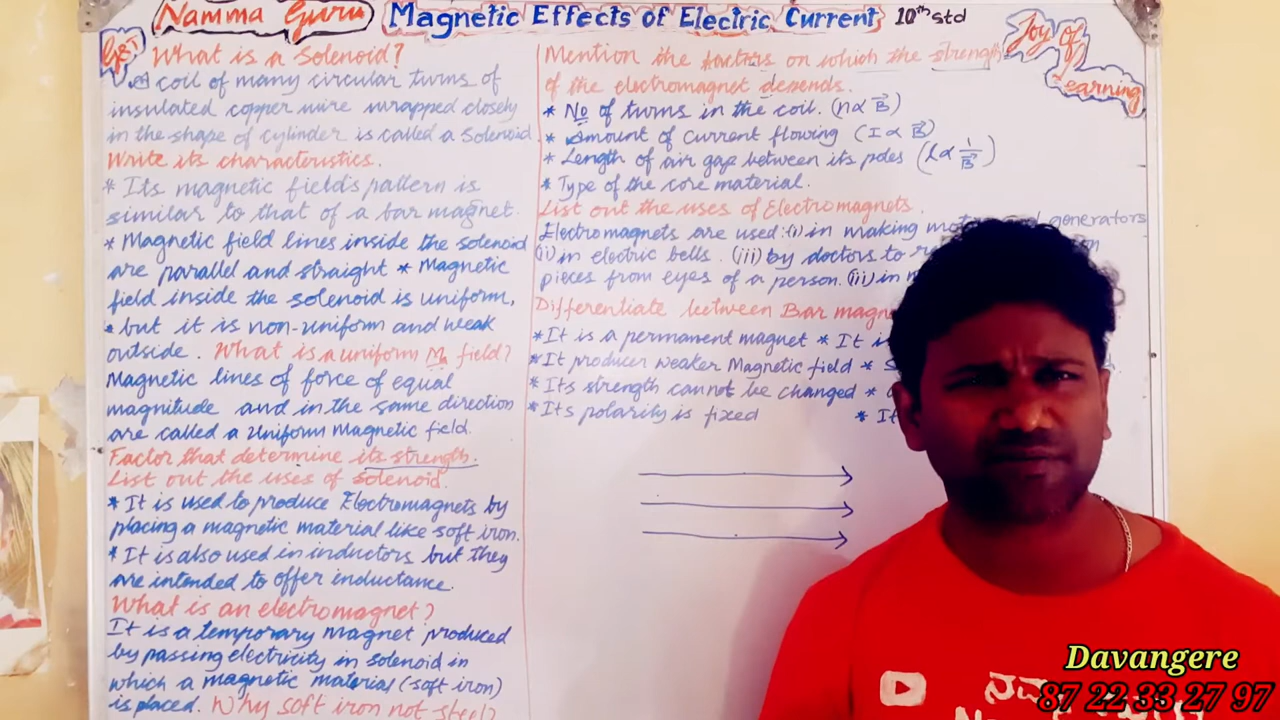 Namma Guru
Magnetic Effects of Electric Current 10th std
Joy of
Learning
What is a Solenoid?
A coil of many circular turns of
insulated copper wire wrapped closely
in the shape of cylinder is called a Solenoid.
Write its characteristics.
* Its magnetic field's pattern is
similar to that of a bar magnet.
* Magnetic field lines inside the solenoid
are parallel and straight * Magnetic
field inside the solenoid is uniform,
* but it is non-uniform and weak
outside. What is a uniform M. field?
Magnetic lines of force of equal
magnitude and in the same direction
are called a Uniform Magnetic field.
Factor that determine its strength.
List out the uses of solenoid.
* It is used to produce Electromagnets by
placing a magnetic material like soft iron.
* It is also used in inductors but they
are intended to offer inductance.
What is an electromagnet?
It is a temporary magnet produced
by passing electricity in solenoid in
which a magnetic material (soft iron)
is placed. Why soft iron not steel?
Mention the factors on which the strength
of the electromagnet depends.
* No of turns in the coil. (n∝ B⃗)
* Amount of current flowing (I ∝ B⃗)
* Length of air gap between its poles (l∝ 1/B⃗)
* Type of the core material.
List out the uses of Electromagnets.
Electromagnets are used: (i) in making generators
(ii) in electric bells. (iii) by doctors to
pieces from eyes of a person. (iii) in
Differentiate between Bar
* It is a permanent magnet * It
* It producer weaker Magnetic field *
* Its strength cannot be changed *
* Its polarity is fixed * It
ನಮ್ಮ
Davangere
87 22 33 27 97